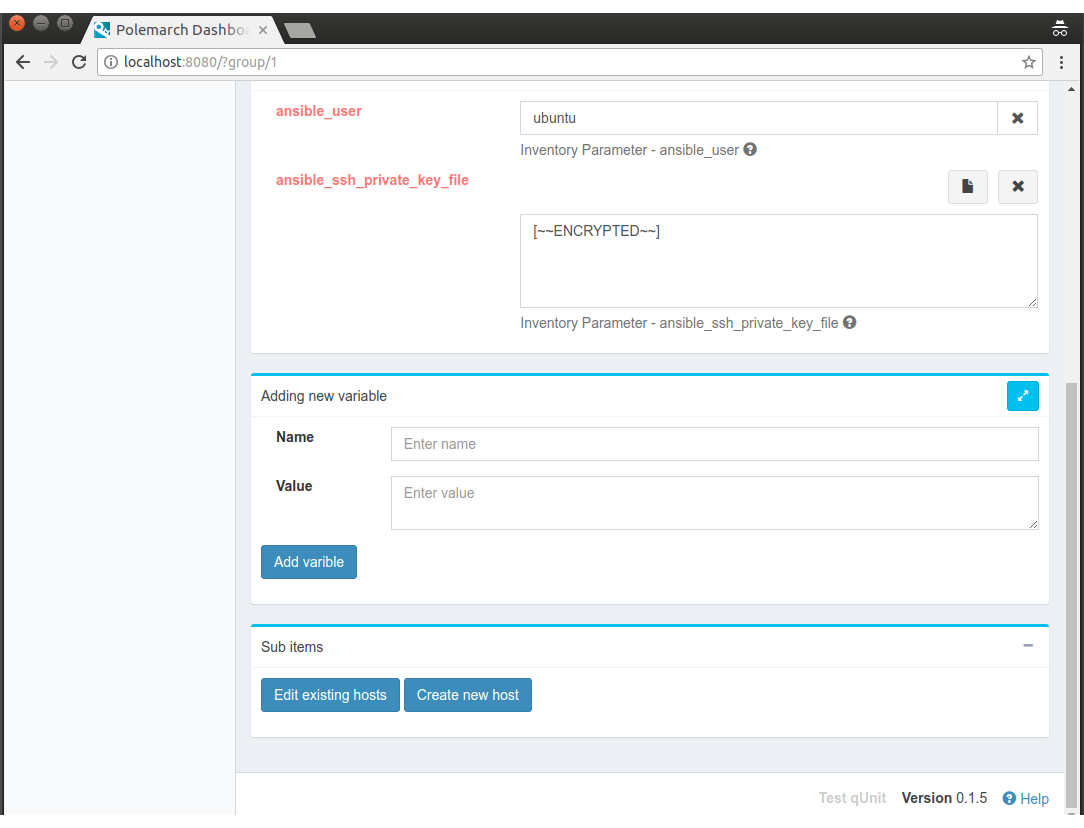 Polemarch Dashboa
localhost:8080/?group/1
ansible_user
ubuntu
Inventory Parameter - ansible_user
ansible_ssh_private_key_file
[~~ENCRYPTED~~]
Inventory Parameter - ansible_ssh_private_key_file
Adding new variable
Name
Enter name
Value
Enter value
Add varible
Sub items
Edit existing hosts
Create new host
Test qUnit Version 0.1.5 Help